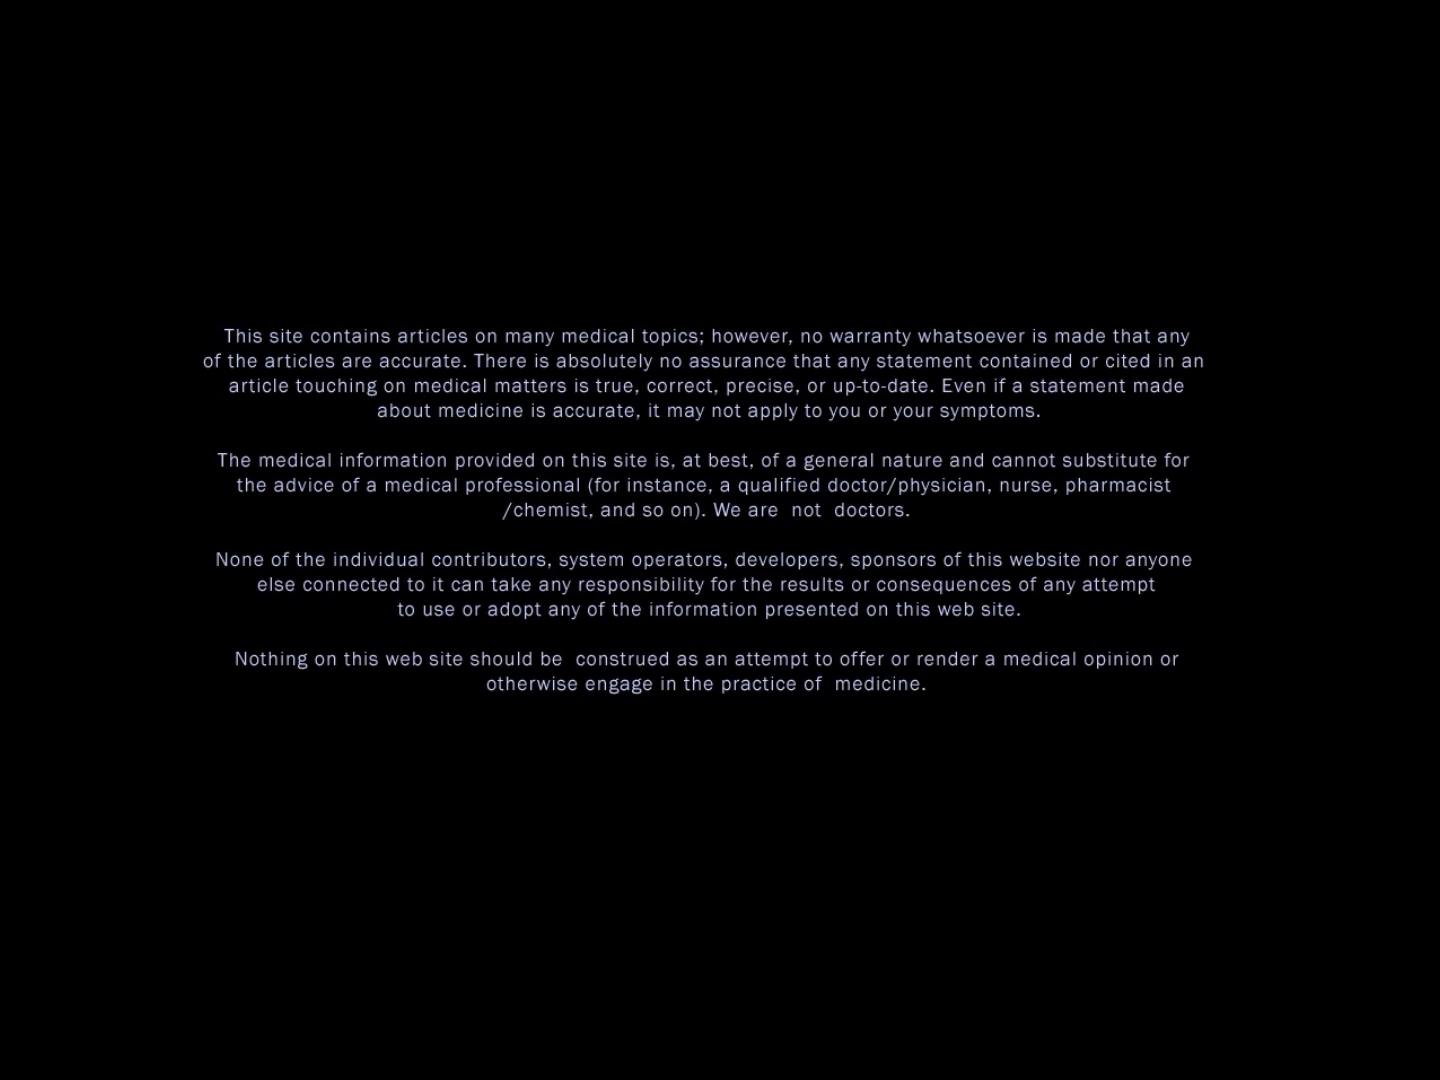 This site contains articles on many medical topics; however, no warranty whatsoever is made that any
of the articles are accurate. There is absolutely no assurance that any statement contained or cited in an
article touching on medical matters is true, correct, precise, or up-to-date. Even if a statement made
about medicine is accurate, it may not apply to you or your symptoms.
The medical information provided on this site is, at best, of a general nature and cannot substitute for
the advice of a medical professional (for instance, a qualified doctor/physician, nurse, pharmacist
/chemist, and so on). We are  not  doctors.
None of the individual contributors, system operators, developers, sponsors of this website nor anyone
else connected to it can take any responsibility for the results or consequences of any attempt
to use or adopt any of the information presented on this web site.
Nothing on this web site should be  construed as an attempt to offer or render a medical opinion or
otherwise engage in the practice of  medicine.